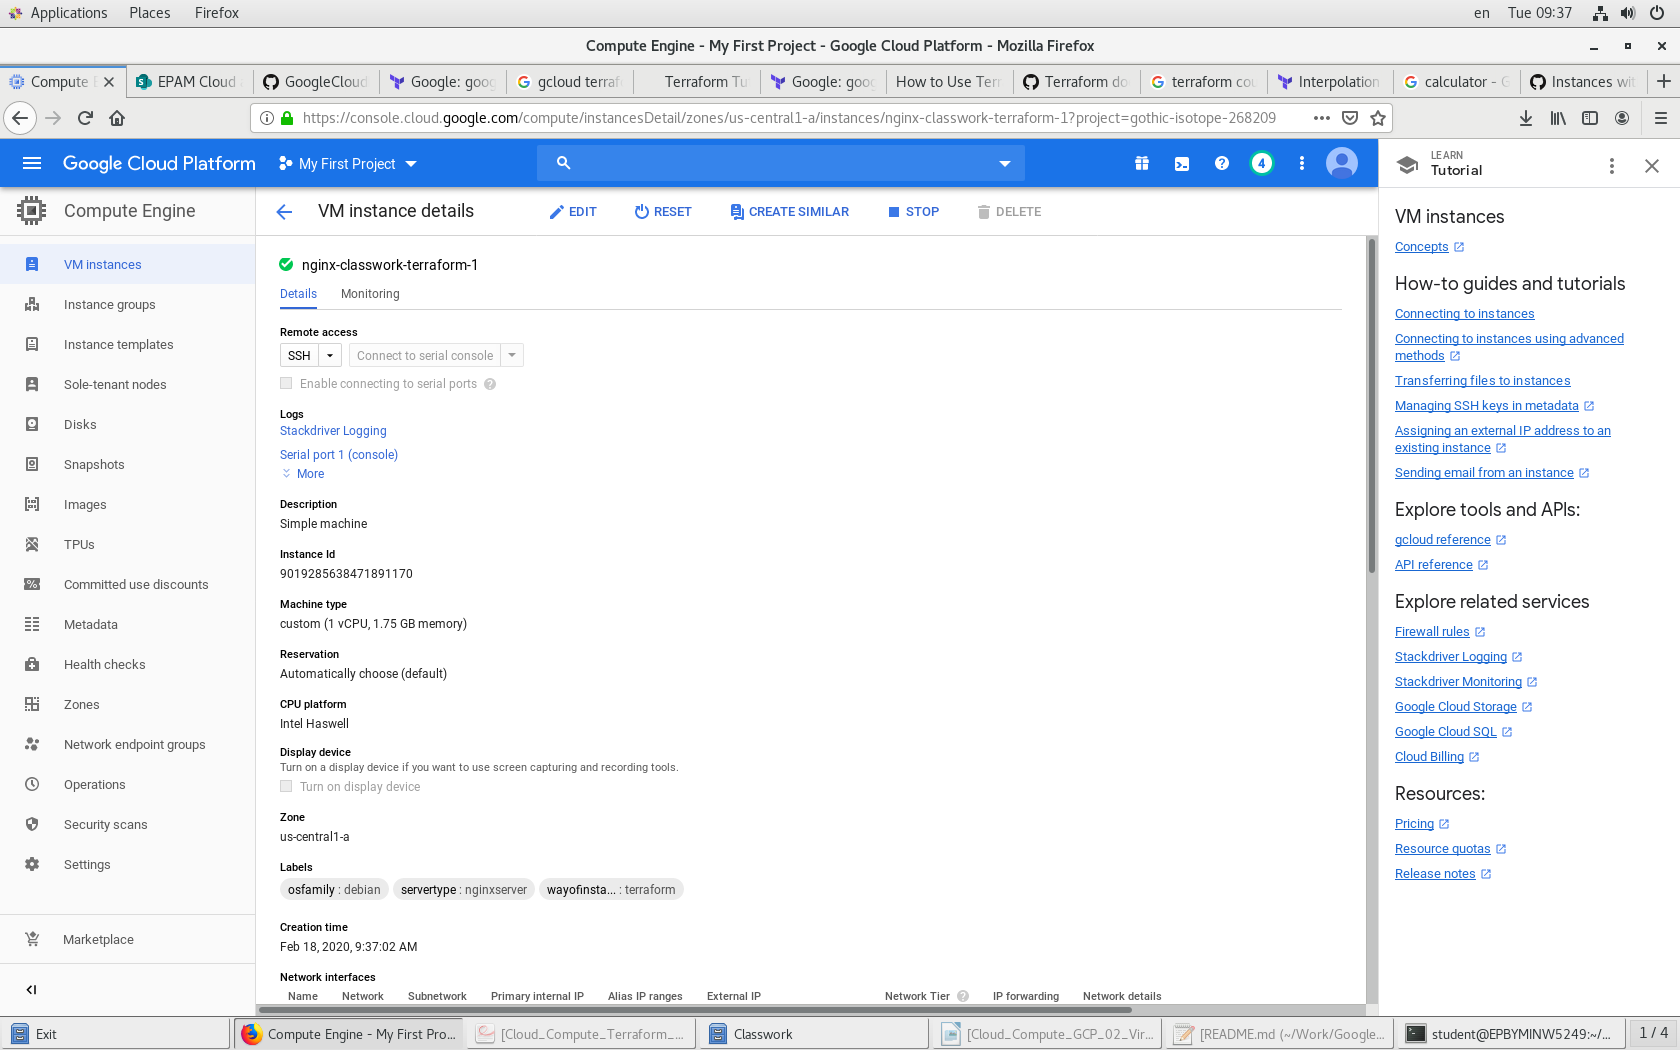 Applications Places Firefox en Tue 09:37
Compute Engine - My First Project - Google Cloud Platform - Mozilla Firefox
Compute E EPAM Cloud GoogleCloud Google: goog gcloud terraf Terraform Tu Google: goog How to Use Terr Terraform do terraform cou Interpolation calculator - G Instances wit
https://console.cloud.google.com/compute/instancesDetail/zones/us-central1-a/instances/nginx-classwork-terraform-1?project=gothic-isotope-268209
Google Cloud Platform My First Project 4
LEARN
Tutorial
Compute Engine
VM instances
Instance groups
Instance templates
Sole-tenant nodes
Disks
Snapshots
Images
TPUs
Committed use discounts
Metadata
Health checks
Zones
Network endpoint groups
Operations
Security scans
Settings
Marketplace
VM instance details EDIT RESET CREATE SIMILAR STOP DELETE
nginx-classwork-terraform-1
Details Monitoring
Remote access
SSH Connect to serial console
Enable connecting to serial ports ?
Logs
Stackdriver Logging
Serial port 1 (console)
More
Description
Simple machine
Instance Id
9019285638471891170
Machine type
custom (1 vCPU, 1.75 GB memory)
Reservation
Automatically choose (default)
CPU platform
Intel Haswell
Display device
Turn on a display device if you want to use screen capturing and recording tools.
Turn on display device
Zone
us-central1-a
Labels
osfamily : debian servertype : nginxserver wayofinsta... : terraform
Creation time
Feb 18, 2020, 9:37:02 AM
Network interfaces
Name Network Subnetwork Primary internal IP Alias IP ranges External IP Network Tier ? IP forwarding Network details
VM instances
Concepts
How-to guides and tutorials
Connecting to instances
Connecting to instances using advanced
methods
Transferring files to instances
Managing SSH keys in metadata
Assigning an external IP address to an
existing instance
Sending email from an instance
Explore tools and APIs:
gcloud reference
API reference
Explore related services
Firewall rules
Stackdriver Logging
Stackdriver Monitoring
Google Cloud Storage
Google Cloud SQL
Cloud Billing
Resources:
Pricing
Resource quotas
Release notes
Exit Compute Engine - My First Pro... [Cloud_Compute_Terraform_... Classwork [Cloud_Compute_GCP_02_Vir... [README.md (~/Work/Google... student@EPBYMINW5249:~/... 1 / 4